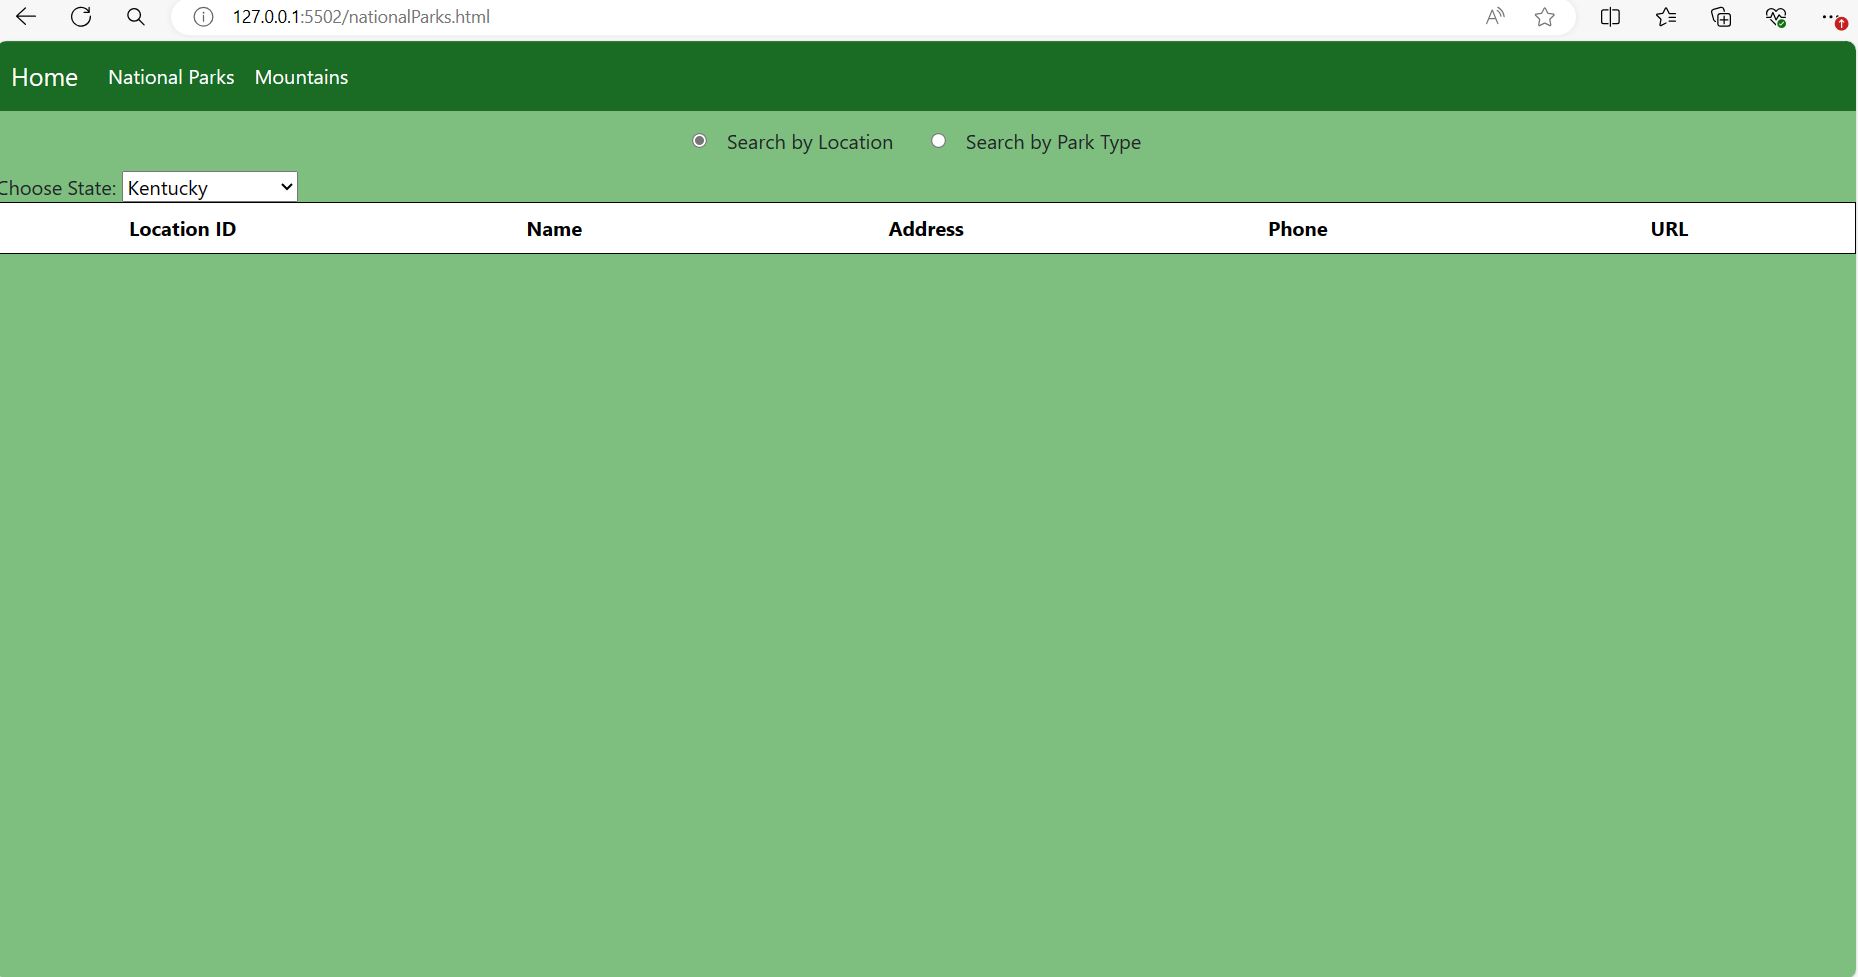 127.0.0.1:5502/nationalParks.html
Home National Parks Mountains
Search by Location Search by Park Type
Choose State: Kentucky
Location ID Name Address Phone URL